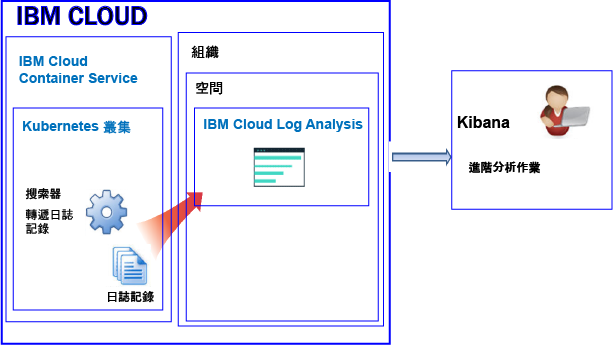 IBM CLOUD
IBM Cloud
Container Service
Kubernetes 叢集
搜索器
轉遞日誌
記錄
日誌記錄
組織
空間
IBM Cloud Log Analysis
Kibana
進階分析作業